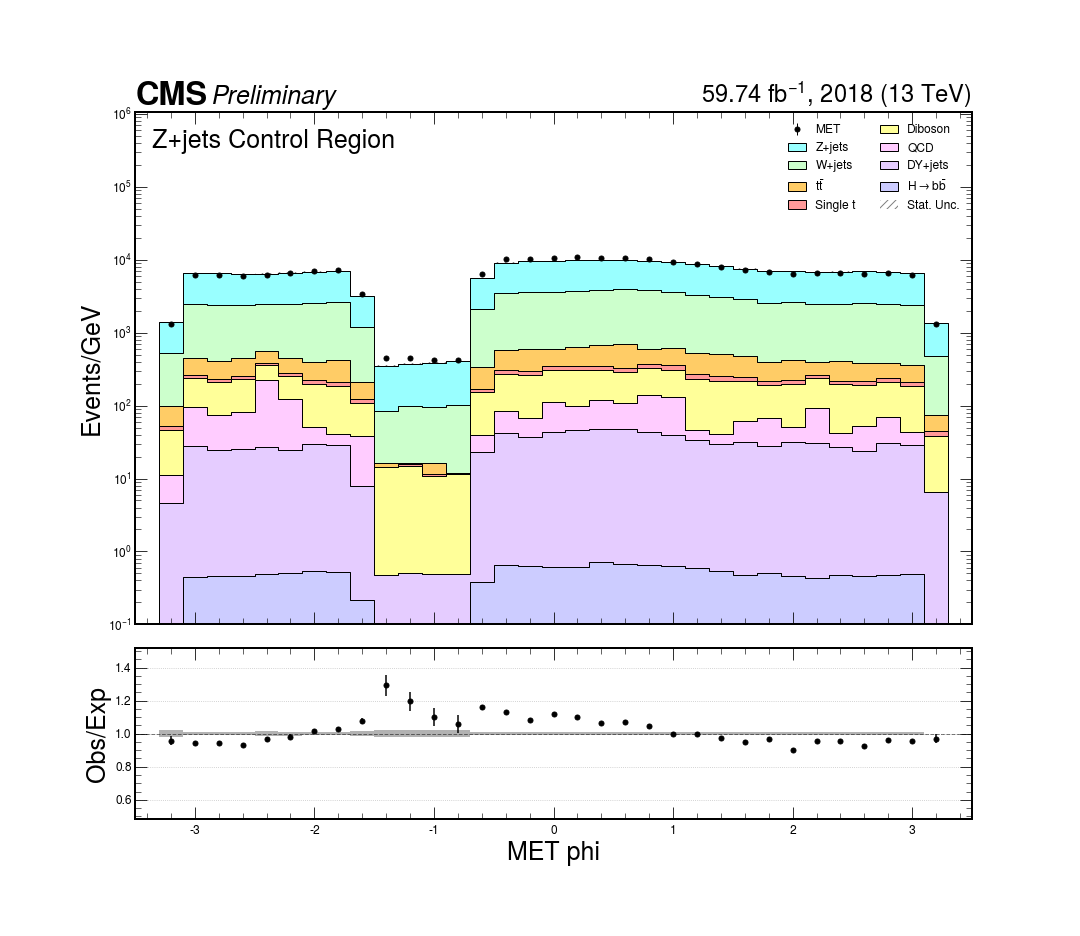 CMS Preliminary
59.74 fb⁻¹, 2018 (13 TeV)
Z+jets Control Region
MET
Z+jets
W+jets
tt̄
Single t
Diboson
QCD
DY+jets
H→bb̄
Stat. Unc.
Events/GeV
10⁶
10⁵
10⁴
10³
10²
10¹
10⁰
10⁻¹
Obs/Exp
1.4
1.2
1.0
0.8
0.6
-3 -2 -1 0 1 2 3
MET phi